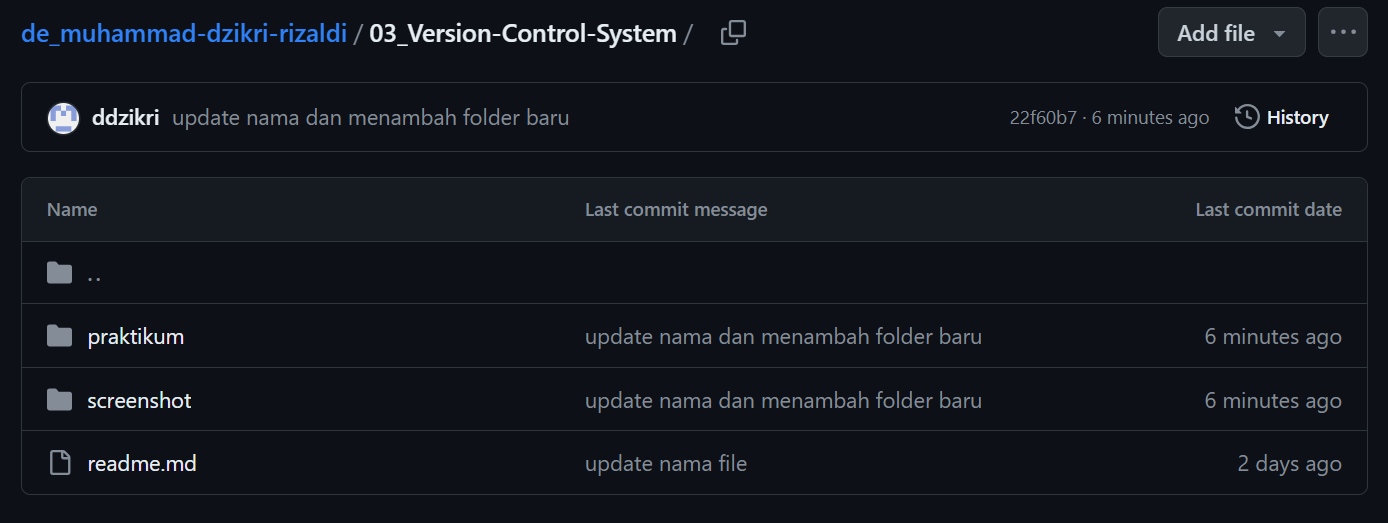 de_muhammad-dzikri-rizaldi / 03_Version-Control-System / Add file ...
ddzikri update nama dan menambah folder baru 22f60b7 · 6 minutes ago History
Name Last commit message Last commit date
..
praktikum update nama dan menambah folder baru 6 minutes ago
screenshot update nama dan menambah folder baru 6 minutes ago
readme.md update nama file 2 days ago